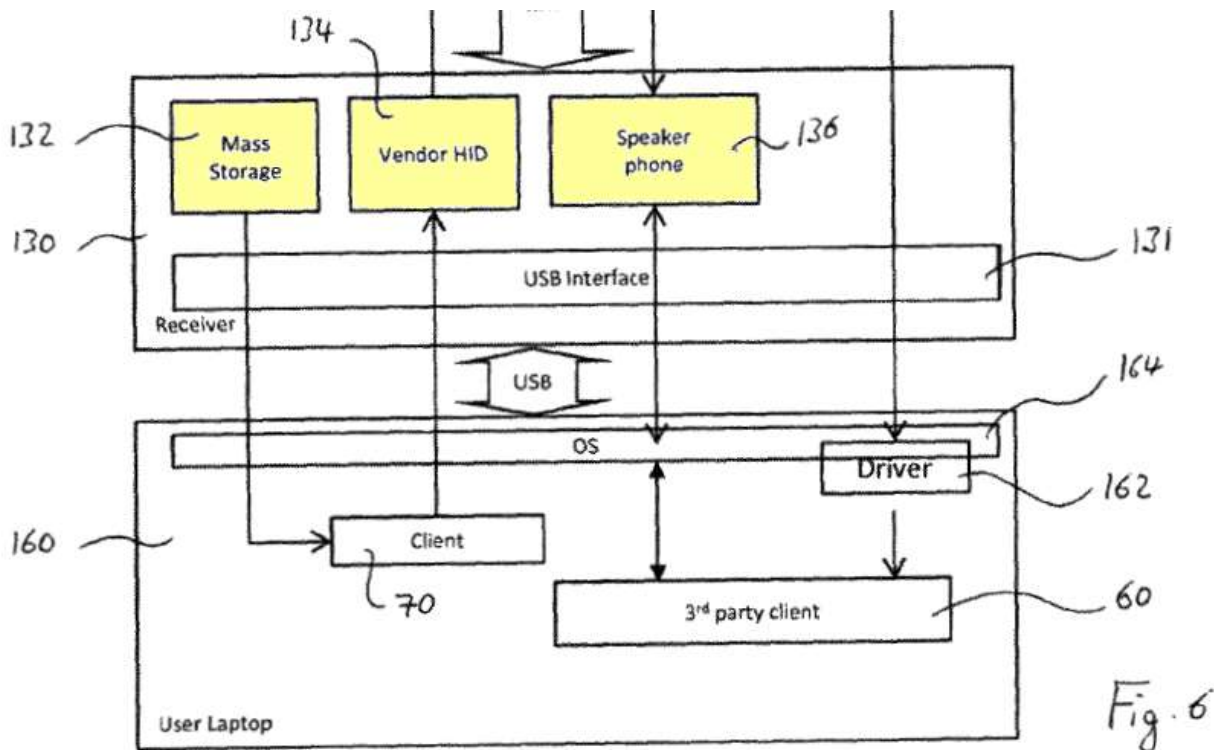 134
132
Mass
Storage
Vendor HID
Speaker
phone
136
130
USB Interface
131
Receiver
USB
164
OS
Driver
162
160
Client
70
3rd party client
60
User Laptop
Fig. 6